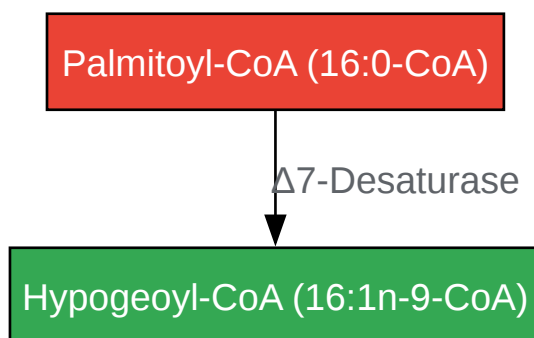 Palmitoyl-CoA (16:0-CoA)
Δ7-Desaturase
Hypogeoyl-CoA (16:1n-9-CoA)